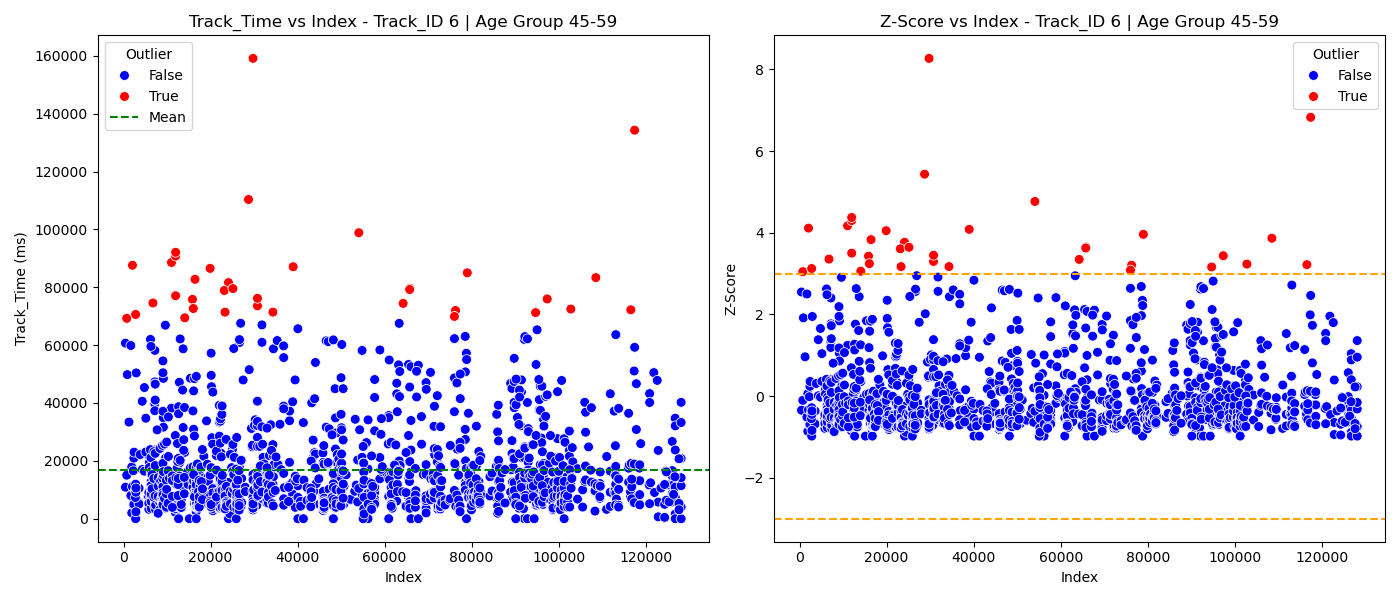 Track_Time vs Index - Track_ID 6 | Age Group 45-59
Outlier
False
True
Mean
160000
140000
120000
100000
80000
60000
40000
20000
0
Track_Time (ms)
0 20000 40000 60000 80000 100000 120000
Index
Z-Score vs Index - Track_ID 6 | Age Group 45-59
Outlier
False
True
8
6
4
2
0
−2
Z-Score
0 20000 40000 60000 80000 100000 120000
Index